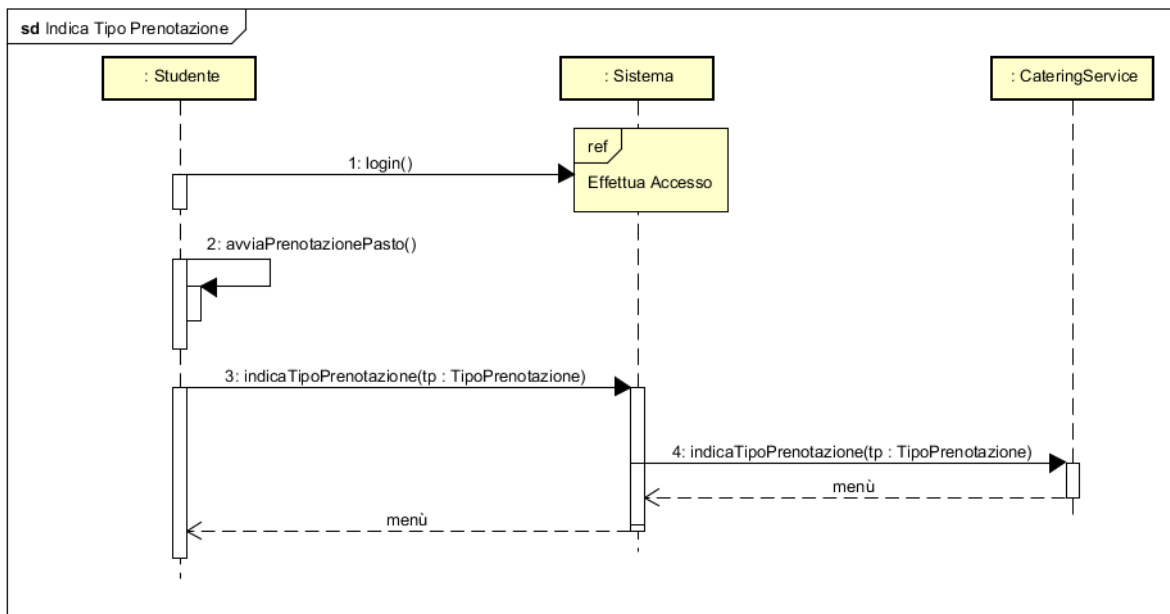 sd Indica Tipo Prenotazione
: Studente
: Sistema
: CateringService
ref
1: login()
Effettua Accesso
2: avviaPrenotazionePasto()
3: indicaTipoPrenotazione(tp : TipoPrenotazione)
4: indicaTipoPrenotazione(tp : TipoPrenotazione)
menù
menù